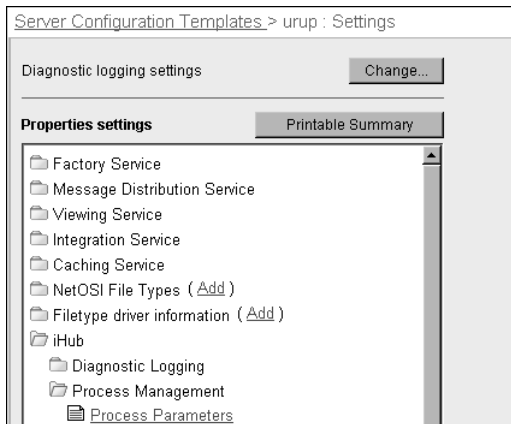 Server Configuration Templates > urup : Settings
Diagnostic logging settings
Change...
Properties settings
Printable Summary
Factory Service
Message Distribution Service
Viewing Service
Integration Service
Caching Service
NetOSI File Types ( Add )
Filetype driver information ( Add )
iHub
Diagnostic Logging
Process Management
Process Parameters